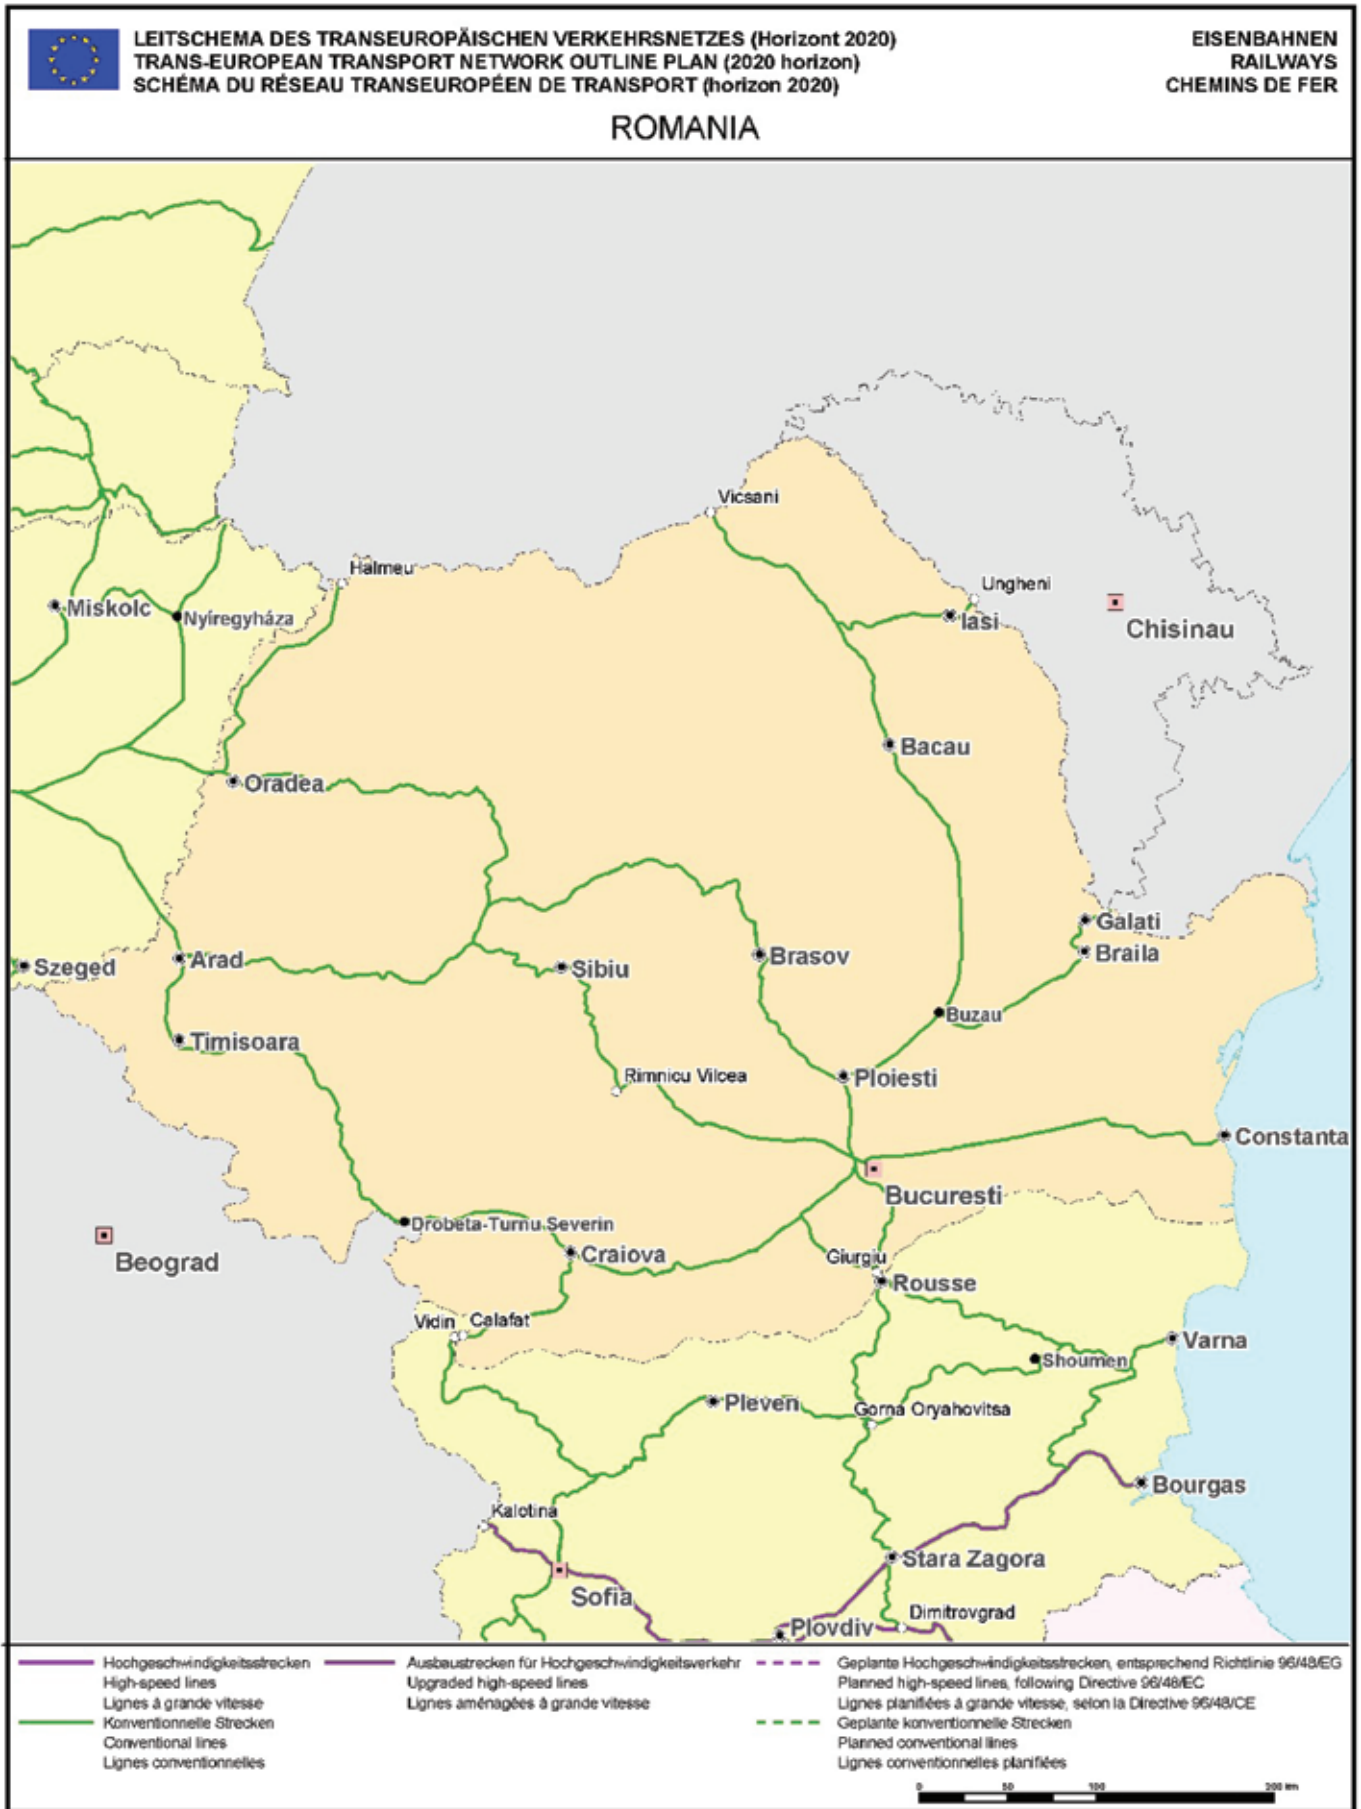 LEITSCHEMA DES TRANSEUROPÄISCHEN VERKEHRSNETZES (Horizont 2020)
TRANS-EUROPEAN TRANSPORT NETWORK OUTLINE PLAN (2020 horizon)
SCHÉMA DU RÉSEAU TRANSEUROPÉEN DE TRANSPORT (horizon 2020)
EISENBAHNEN
RAILWAYS
CHEMINS DE FER
ROMANIA
Vicsani
Halmeu
Ungheni
Miskolc
Nyíregyháza
Iasi
Chisinau
Bacau
Oradea
Galati
Braila
Szeged
Arad
Sibiu
Brasov
Buzau
Timisoara
Rimnicu Vilcea
Ploiesti
Constanta
Bucuresti
Drobeta-Turnu Severin
Beograd
Craiova
Giurgiu
Rousse
Vidin
Calafat
Varna
Shoumen
Pleven
Gorna Oryahovitsa
Bourgas
Kalotina
Stara Zagora
Sofia
Dimitrovgrad
Plovdiv
Hochgeschwindigkeitsstrecken
High-speed lines
Lignes à grande vitesse
Konventionnelle Strecken
Conventional lines
Lignes conventionnelles
Ausbaustrecken für Hochgeschwindigkeitsverkehr
Upgraded high-speed lines
Lignes aménagées à grande vitesse
Geplante Hochgeschwindigkeitsstrecken, entsprechend Richtlinie 96/48/EG
Planned high-speed lines, following Directive 96/48/EC
Lignes planifiées à grande vitesse, selon la Directive 96/48/CE
Geplante konventionelle Strecken
Planned conventional lines
Lignes conventionnelles planifiées
0 50 100 200 km